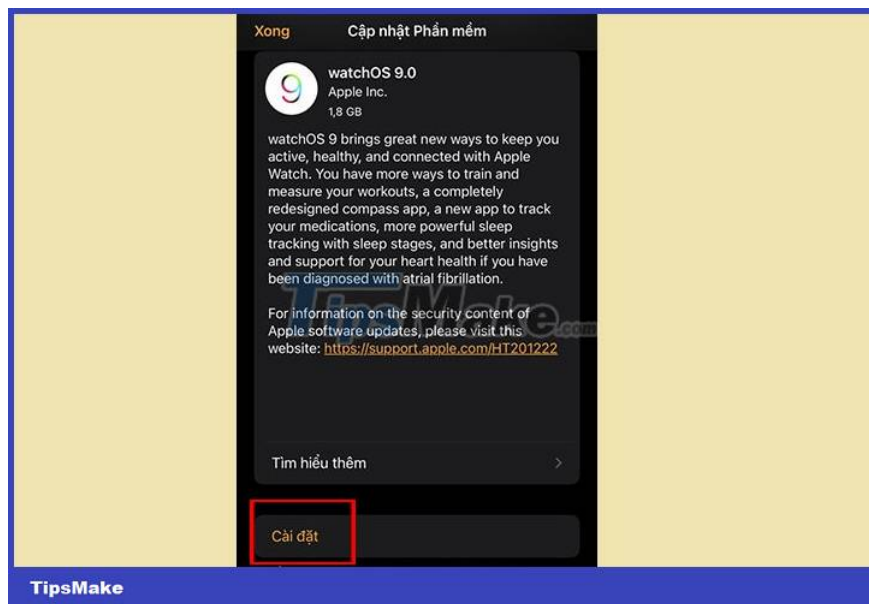 Xong
Cập nhật Phần mềm
9
watchOS 9.0
Apple Inc.
1,8 GB
watchOS 9 brings great new ways to keep you
active, healthy, and connected with Apple
Watch. You have more ways to train and
measure your workouts, a completely
redesigned compass app, a new app to track
your medications, more powerful sleep
tracking with sleep stages, and better insights
and support for your heart health if you have
been diagnosed with atrial fibrillation.
TipsMake.com
For information on the security content of
Apple software updates, please visit this
website: https://support.apple.com/HT201222
Tìm hiểu thêm
Cài đặt
TipsMake